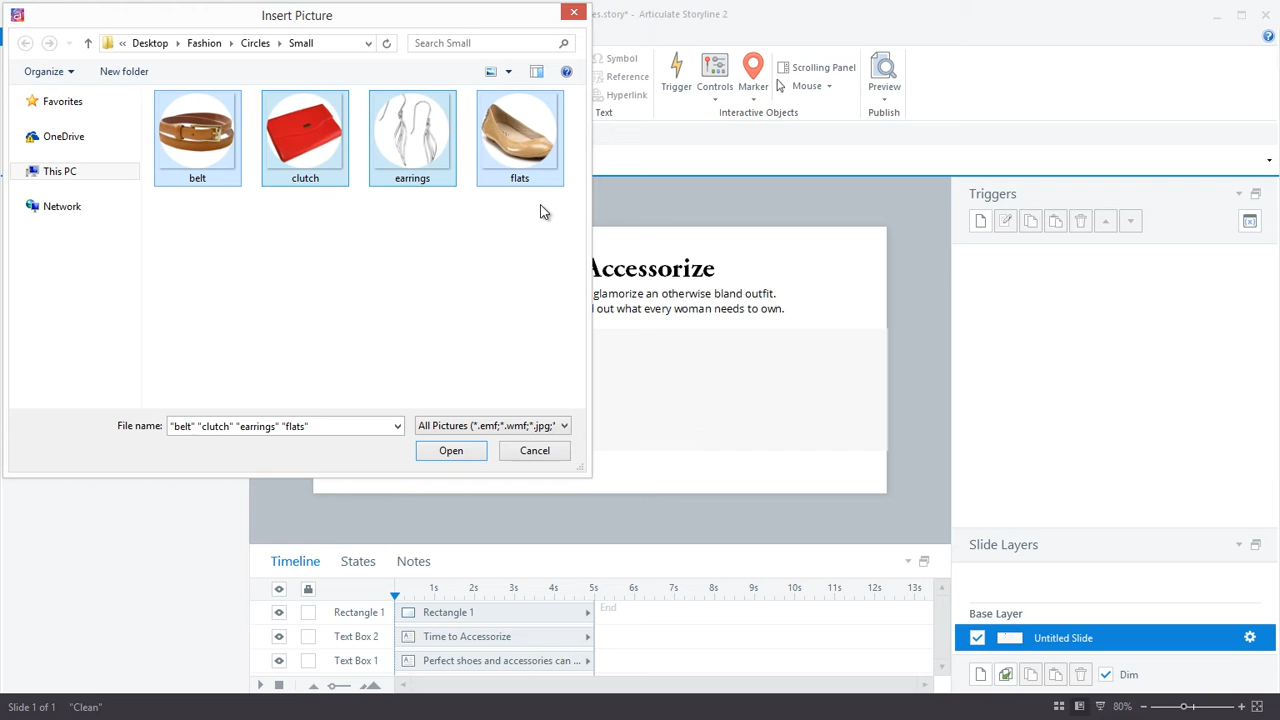 Insert Picture
es.story* - Articulate Storyline 2
« Desktop Fashion Circles Small
Search Small
Organize
New folder
Symbol
Reference
Hyperlink
Text
Trigger
Controls
Marker
Scrolling Panel
Mouse
Interactive Objects
Preview
Publish
Favorites
OneDrive
This PC
Network
belt
clutch
earrings
flats
File name:
"belt" "clutch" "earrings" "flats"
All Pictures (*.emf;*.wmf;*.jpg;*
Open
Cancel
Accessorize
glamorize an otherwise bland outfit.
out what every woman needs to own.
Triggers
Slide Layers
Base Layer
Untitled Slide
Dim
Timeline
States
Notes
1s 2s 3s 4s 5s 6s 7s 8s 9s 10s 11s 12s 13s
Rectangle 1
Rectangle 1
End
Text Box 2
Time to Accessorize
Text Box 1
Perfect shoes and accessories can ...
Slide 1 of 1
"Clean"
80%